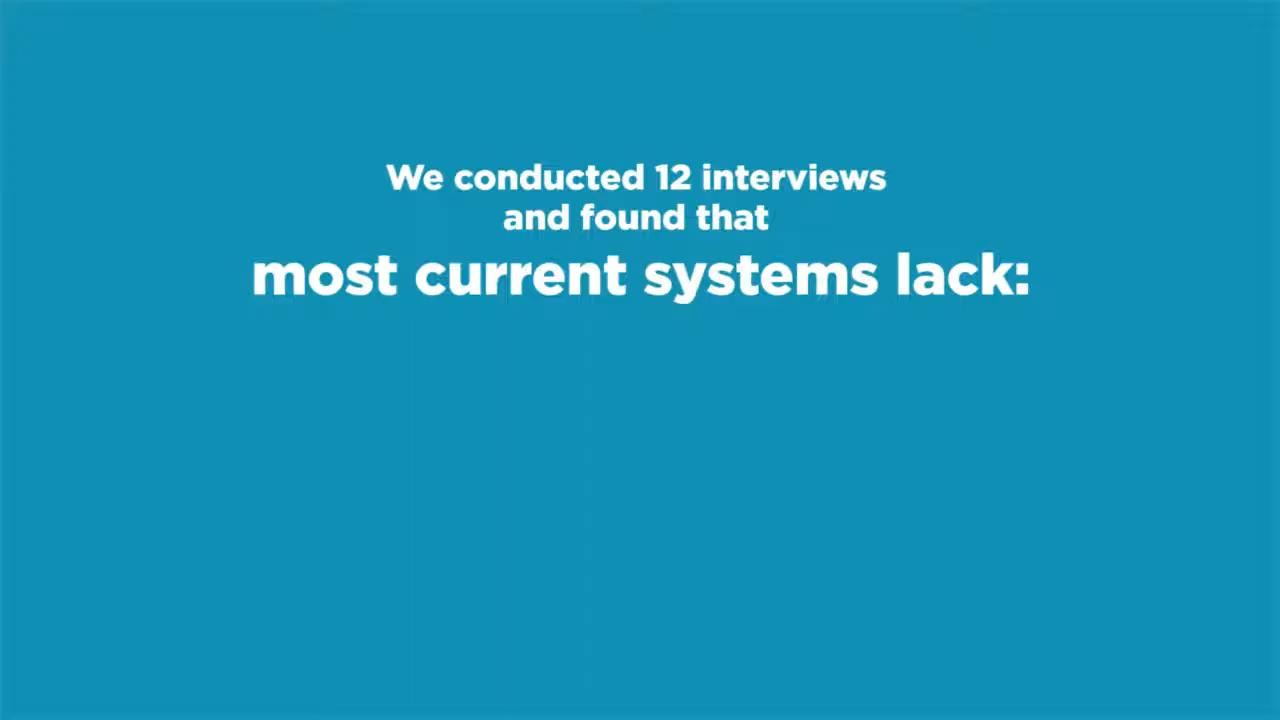 We conducted 12 interviews
and found that
most current systems lack: